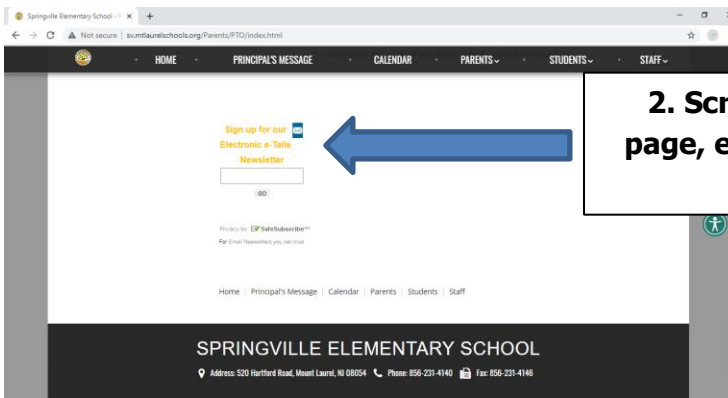 Springville Elementary School -
Not secure | sv.mtlaurelschools.org/Parents/PTO/index.html
HOME
PRINCIPAL'S MESSAGE
CALENDAR
PARENTS
STUDENTS
STAFF
2. Scr
page, e
Sign up for our
Electronic e-Tails
Newsletter
GO
Privacy by SafeSubscribe
For Email Newsletters you can trust
Home | Principal's Message | Calendar | Parents | Students | Staff
SPRINGVILLE ELEMENTARY SCHOOL
Address: 520 Hartford Road, Mount Laurel, NJ 08054 Phone: 856-231-4140 Fax: 856-231-4146